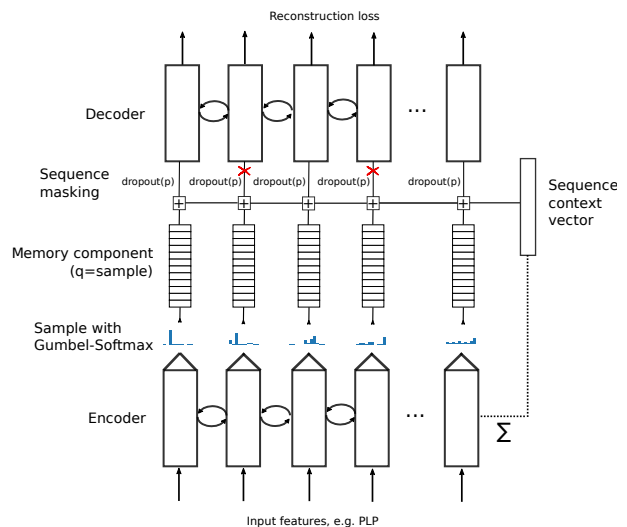 Reconstruction loss
Decoder
...
Sequence
masking
dropout(p) dropout(p) dropout(p) dropout(p) dropout(p)
+ + + + +
Sequence
context
vector
Memory component
(q=sample)
Sample with
Gumbel-Softmax
Encoder
...
Σ
Input features, e.g. PLP